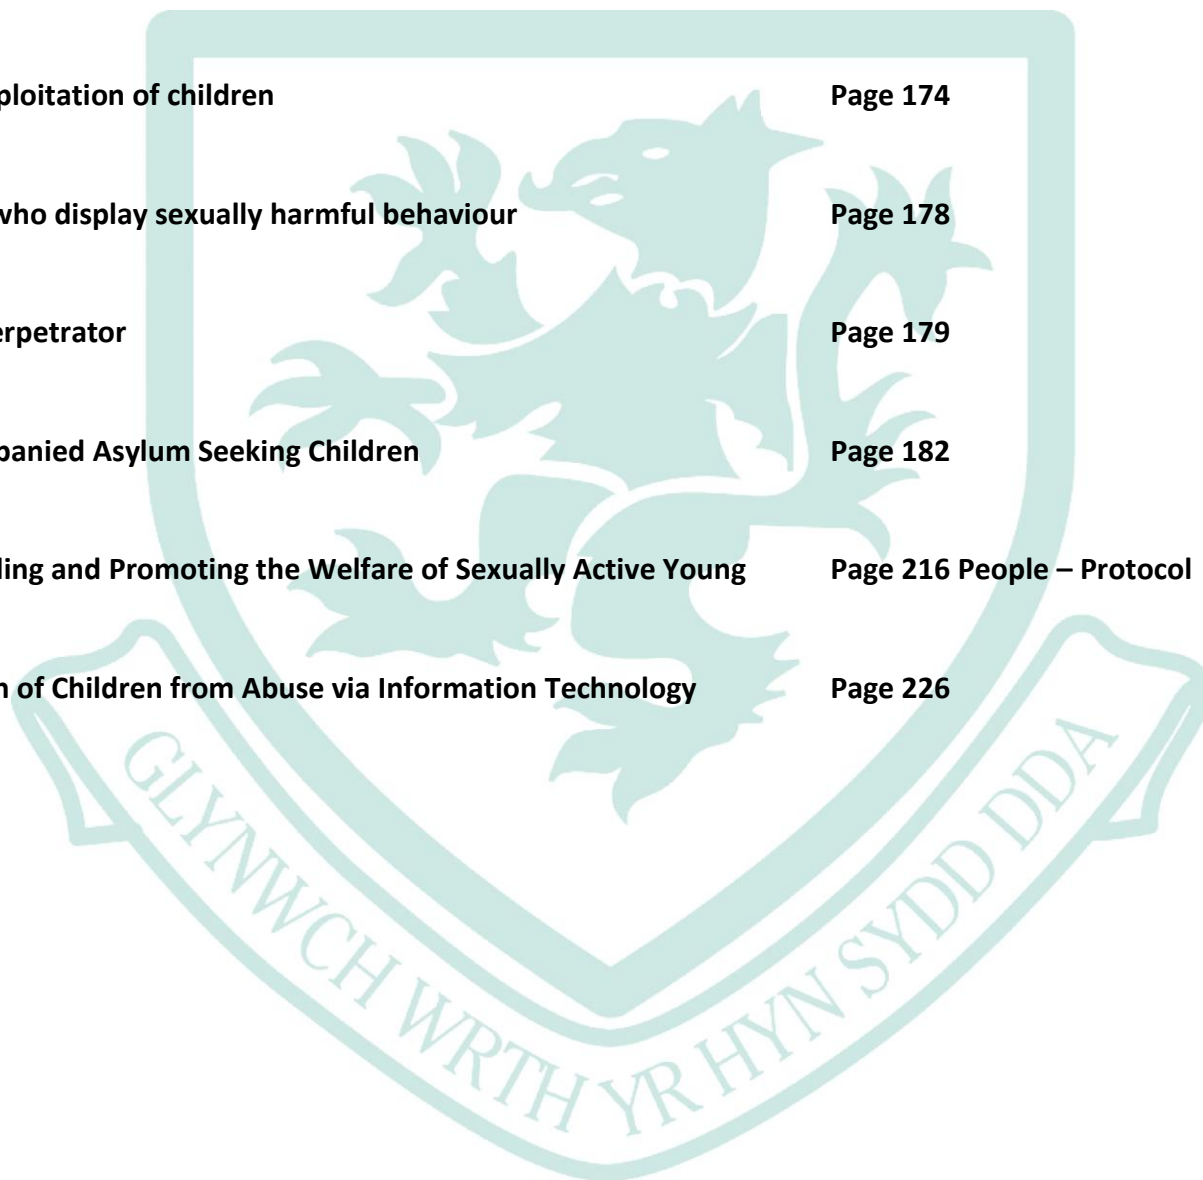 ploitation of children Page 174
who display sexually harmful behaviour Page 178
erpetrator Page 179
panied Asylum Seeking Children Page 182
ling and Promoting the Welfare of Sexually Active Young Page 216 People – Protocol
n of Children from Abuse via Information Technology Page 226
GLYNWCH WRTH YR HYN SYDD DDA